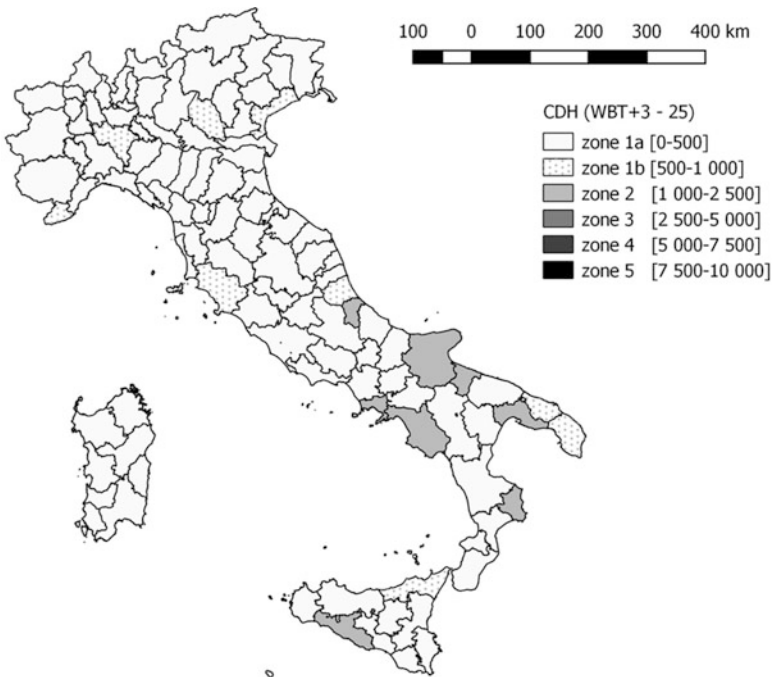 100 0 100 200 300 400 km
CDH (WBT+3 - 25)
zone 1a [0-500]
zone 1b [500-1 000]
zone 2 [1 000-2 500]
zone 3 [2 500-5 000]
zone 4 [5 000-7 500]
zone 5 [7 500-10 000]